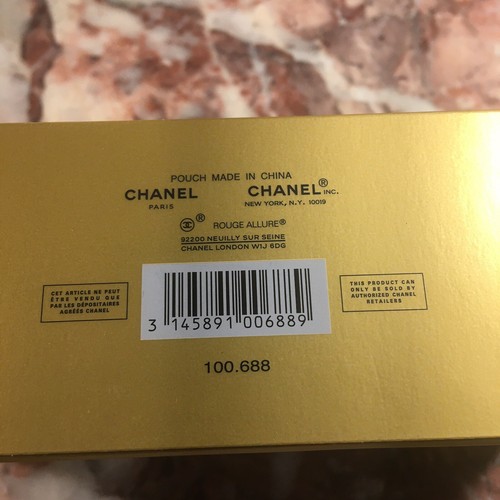 POUCH MADE IN CHINA
CHANEL
PARIS
CHANEL® INC.
NEW YORK, N.Y. 10019
® ROUGE ALLURE®
92200 NEUILLY SUR SEINE
CHANEL LONDON W1J 6DG
CET ARTICLE NE PEUT
ÊTRE VENDU QUE
PAR LES DÉPOSITAIRES
AGRÉÉS CHANEL
3 145891 006889
THIS PRODUCT CAN
ONLY BE SOLD BY
AUTHORIZED CHANEL
RETAILERS
100.688